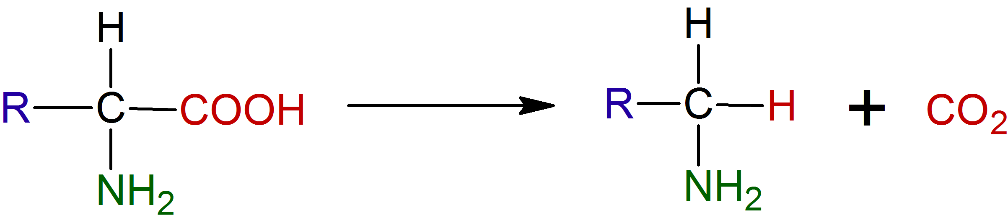 H H
R C COOH R C H + CO₂
NH₂ NH₂